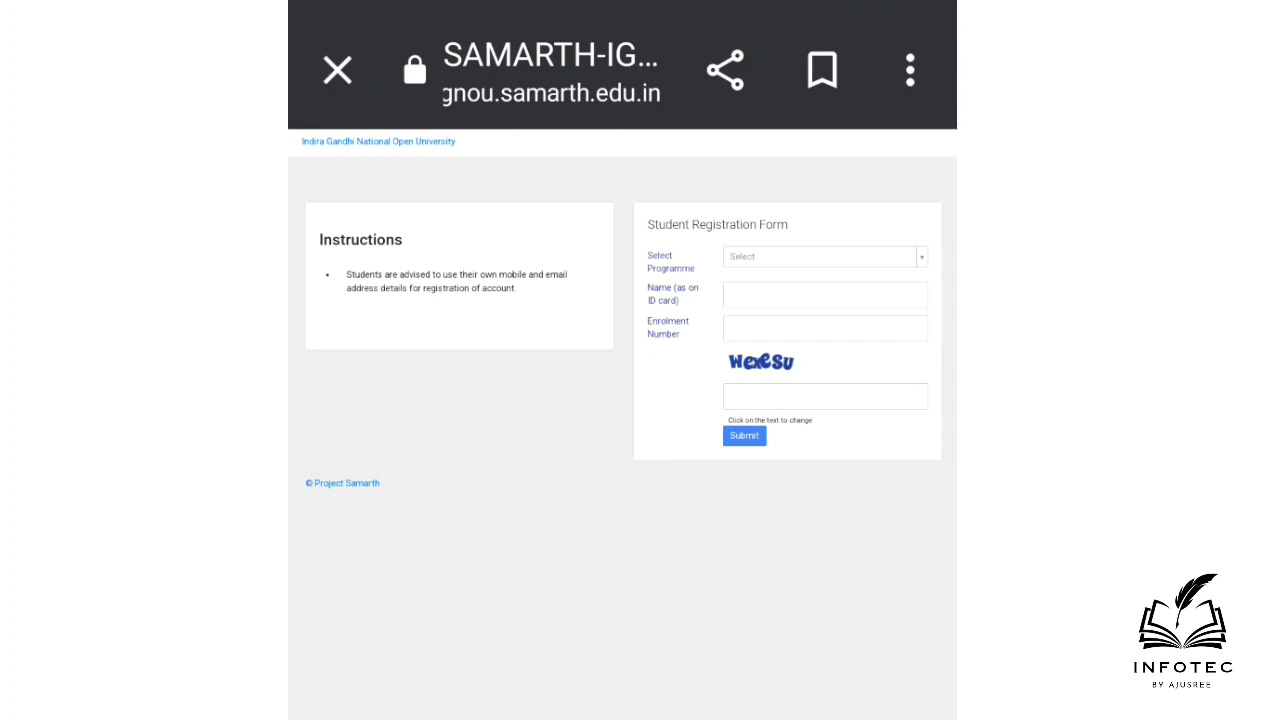 SAMARTH-IG...
gnou.samarth.edu.in
Indira Gandhi National Open University
Instructions
• Students are advised to use their own mobile and email
address details for registration of account.
Student Registration Form
Select
Programme
Select
Name (as on
ID card)
Enrolment
Number
wexesu
Click on the text to change
Submit
© Project Samarth
INFOTEC
BY AJUSREE